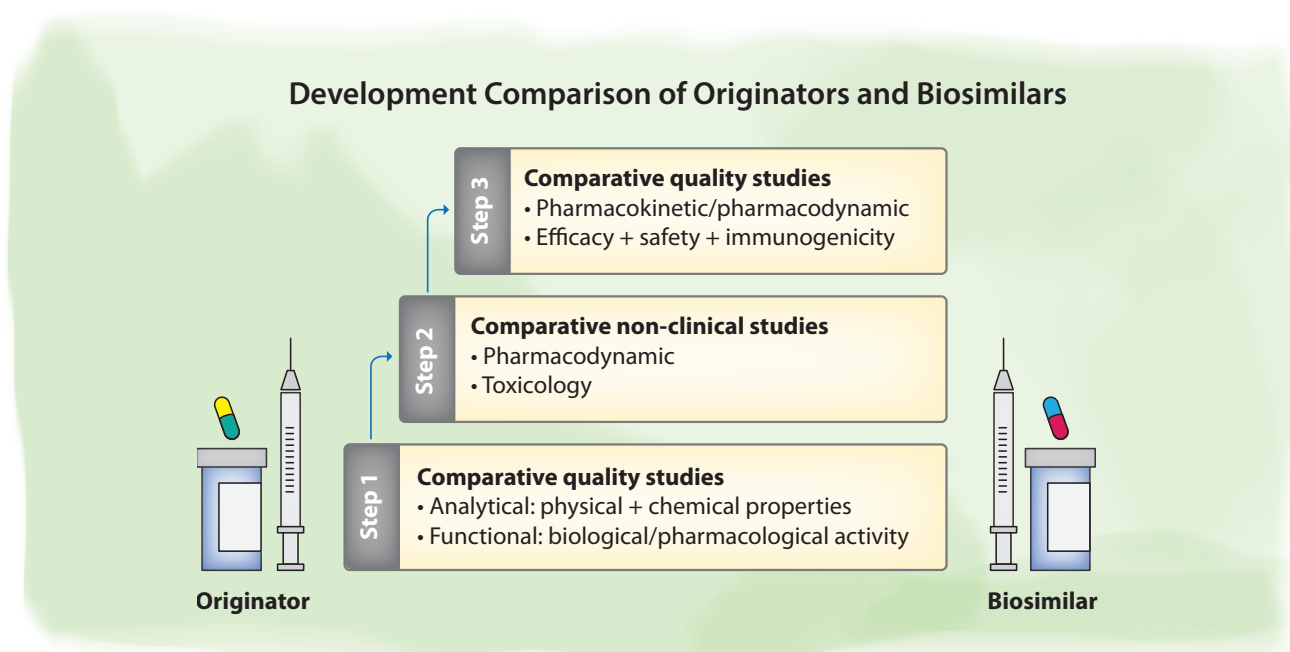 Development Comparison of Originators and Biosimilars
Step 3
Comparative quality studies
• Pharmacokinetic/pharmacodynamic
• Efficacy + safety + immunogenicity
Step 2
Comparative non-clinical studies
• Pharmacodynamic
• Toxicology
Step 1
Comparative quality studies
• Analytical: physical + chemical properties
• Functional: biological/pharmacological activity
Originator
Biosimilar